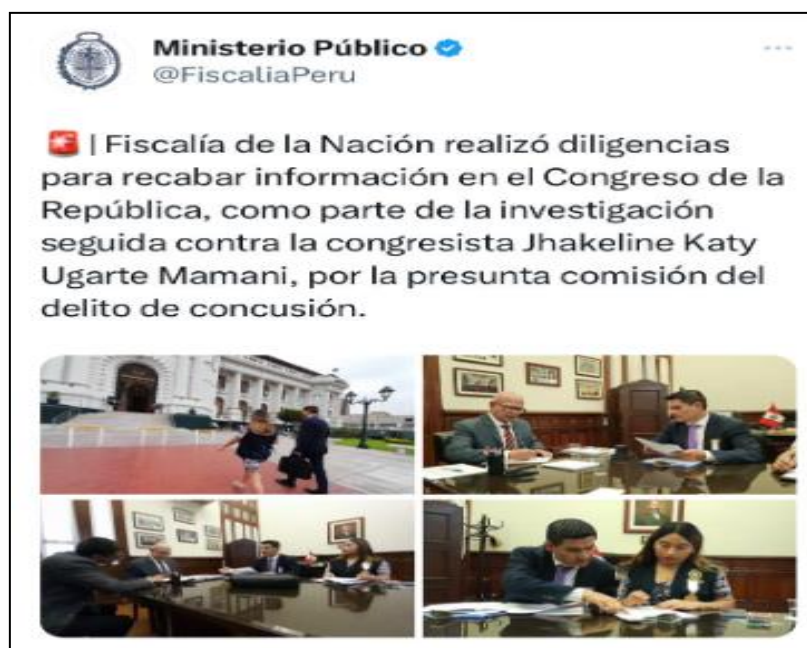 Ministerio Público
@FiscaliaPeru
| Fiscalía de la Nación realizó diligencias
para recabar información en el Congreso de la
República, como parte de la investigación
seguida contra la congresista Jhakeline Katy
Ugarte Mamani, por la presunta comisión del
delito de concusión.